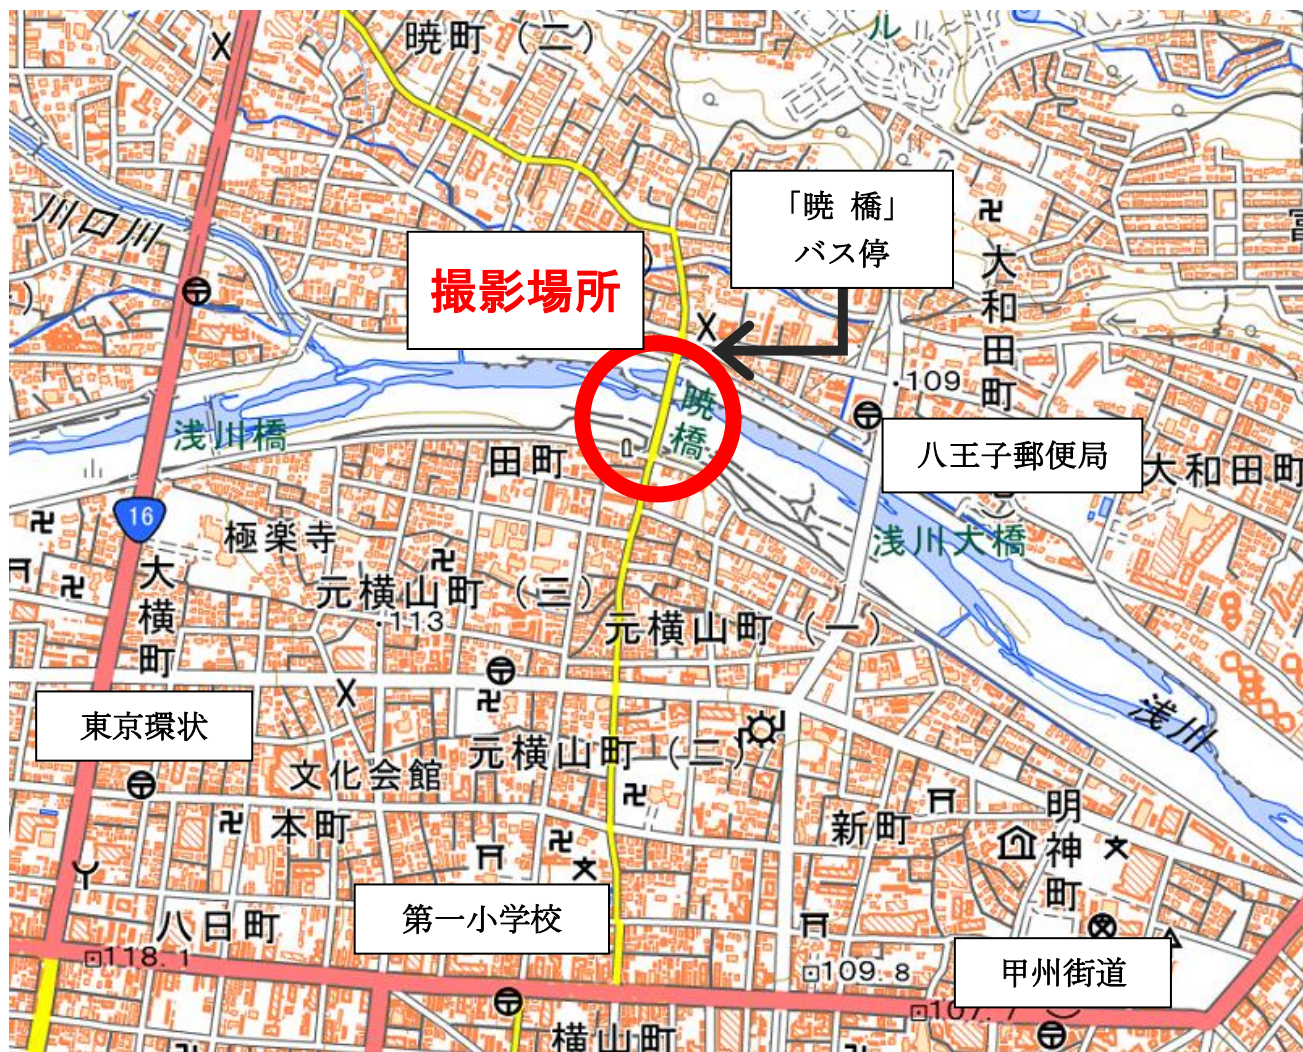 暁町（二）
ル
川口川
「暁 橋」
バス停
撮影場所
大和田町
・109
暁橋
浅川橋
田町
八王子郵便局
大和田町
16
極楽寺
浅川大橋
大横町
元横山町（三）
・113
元横山町（一）
東京環状
浅川
元横山町（二）
文化会館
本町
新町
明神町
第一小学校
八日町
118.1
109.8
甲州街道
107.7
横山町